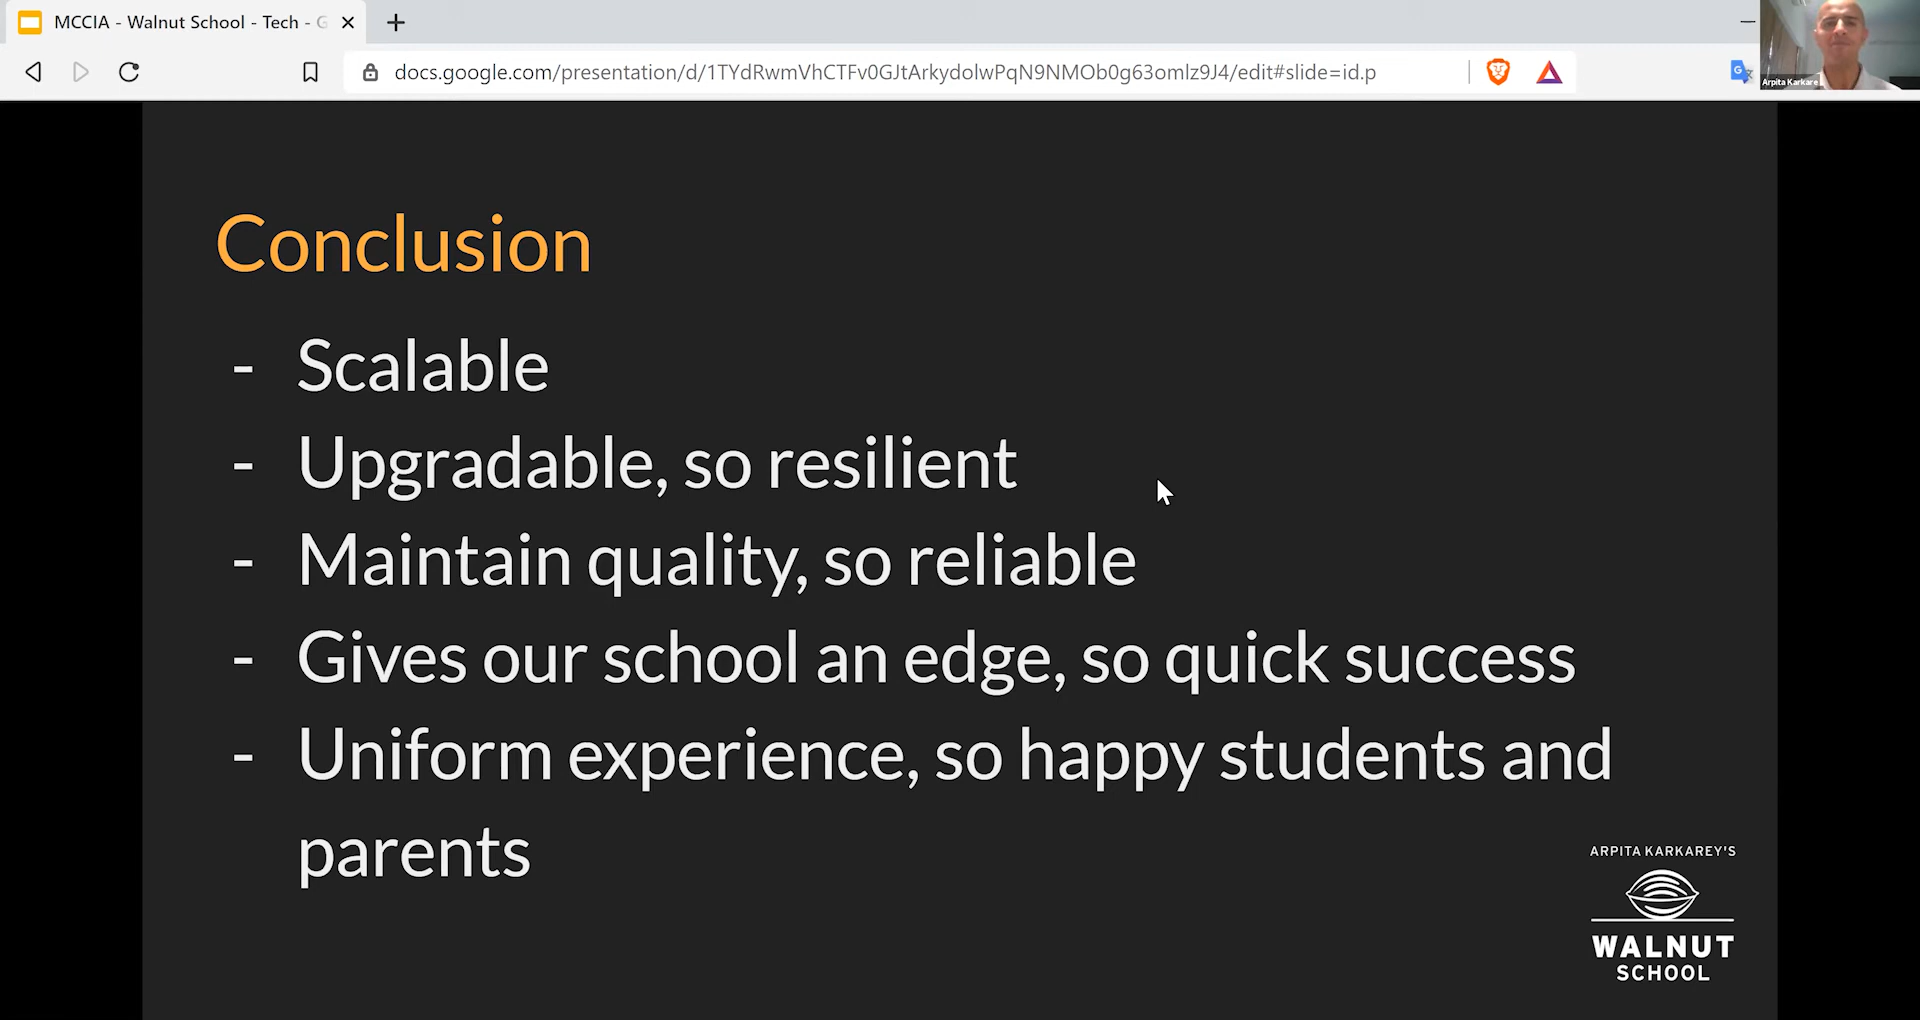 MCCIA - Walnut School - Tech - G
docs.google.com/presentation/d/1TYdRwmVhCTFv0GJtArkydolwPqN9NMOb0g63omlz9J4/edit#slide=id.p
Arpita Karkare
Conclusion
- Scalable
- Upgradable, so resilient
- Maintain quality, so reliable
- Gives our school an edge, so quick success
- Uniform experience, so happy students and
parents
ARPITA KARKAREY'S
WALNUT
SCHOOL